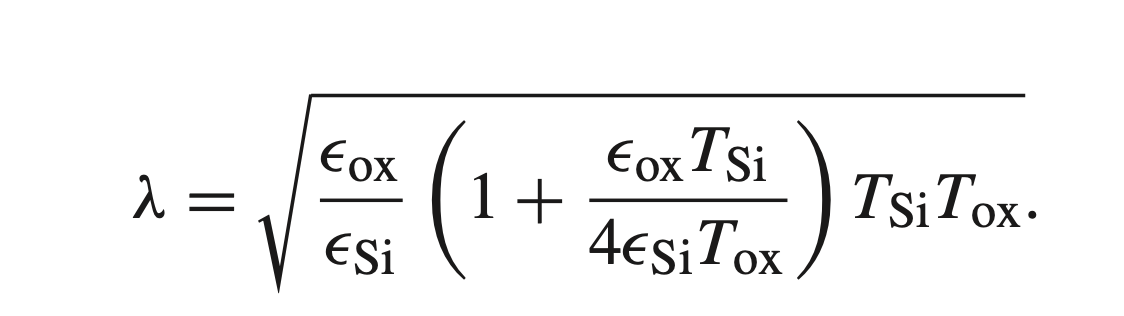 λ = √(ϵ_ox/ϵ_Si (1 + ϵ_ox T_Si/4ϵ_Si T_ox) T_Si T_ox).